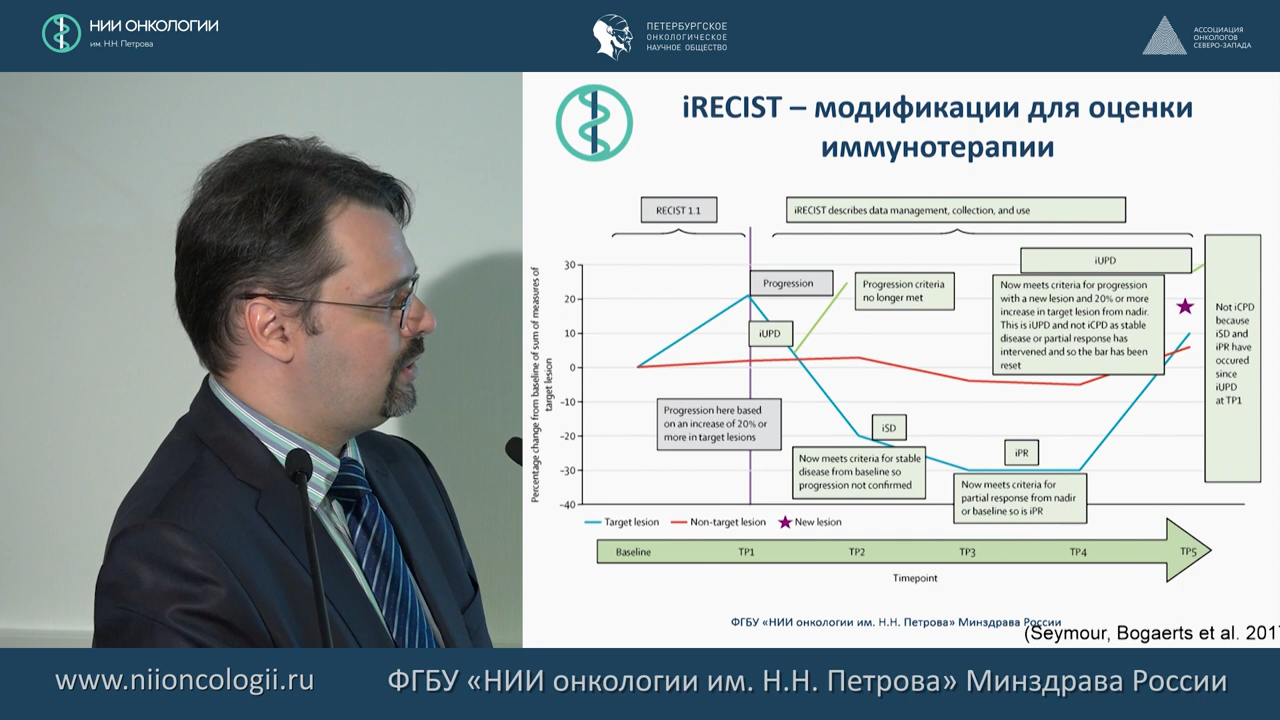 НИИ ОНКОЛОГИИ
им. Н.Н. Петрова
ПЕТЕРБУРГСКОЕ
ОНКОЛОГИЧЕСКОЕ
НАУЧНОЕ ОБЩЕСТВО
АССОЦИАЦИЯ
ОНКОЛОГОВ
СЕВЕРО-ЗАПАДА
iRECIST – модификации для оценки
иммунотерапии
RECIST 1.1
iRECIST describes data management, collection, and use
Percentage change from baseline of sum of measures of
target lesion
30
20
10
0
-10
-20
-30
-40
Progression
iUPD
Progression criteria
no longer met
iUPD
Now meets criteria for progression
with a new lesion and 20% or more
increase in target lesion from nadir.
This is iUPD and not iCPD as stable
disease or partial response has
intervened and so the bar has been
reset
Not iCPD
because
iSD and
iPR have
occured
since
iUPD
at TP1
Progression here based
on an increase of 20% or
more in target lesions
iSD
Now meets criteria for stable
disease from baseline so
progression not confirmed
iPR
Now meets criteria for
partial response from nadir
or baseline so is iPR
Target lesion
Non-target lesion
New lesion
Baseline
TP1
TP2
TP3
TP4
TP5
Timepoint
ФГБУ «НИИ онкологии им. Н.Н. Петрова» Минздрава России
(Seymour, Bogaerts et al. 201
www.niioncologii.ru
ФГБУ «НИИ онкологии им. Н.Н. Петрова» Минздрава России